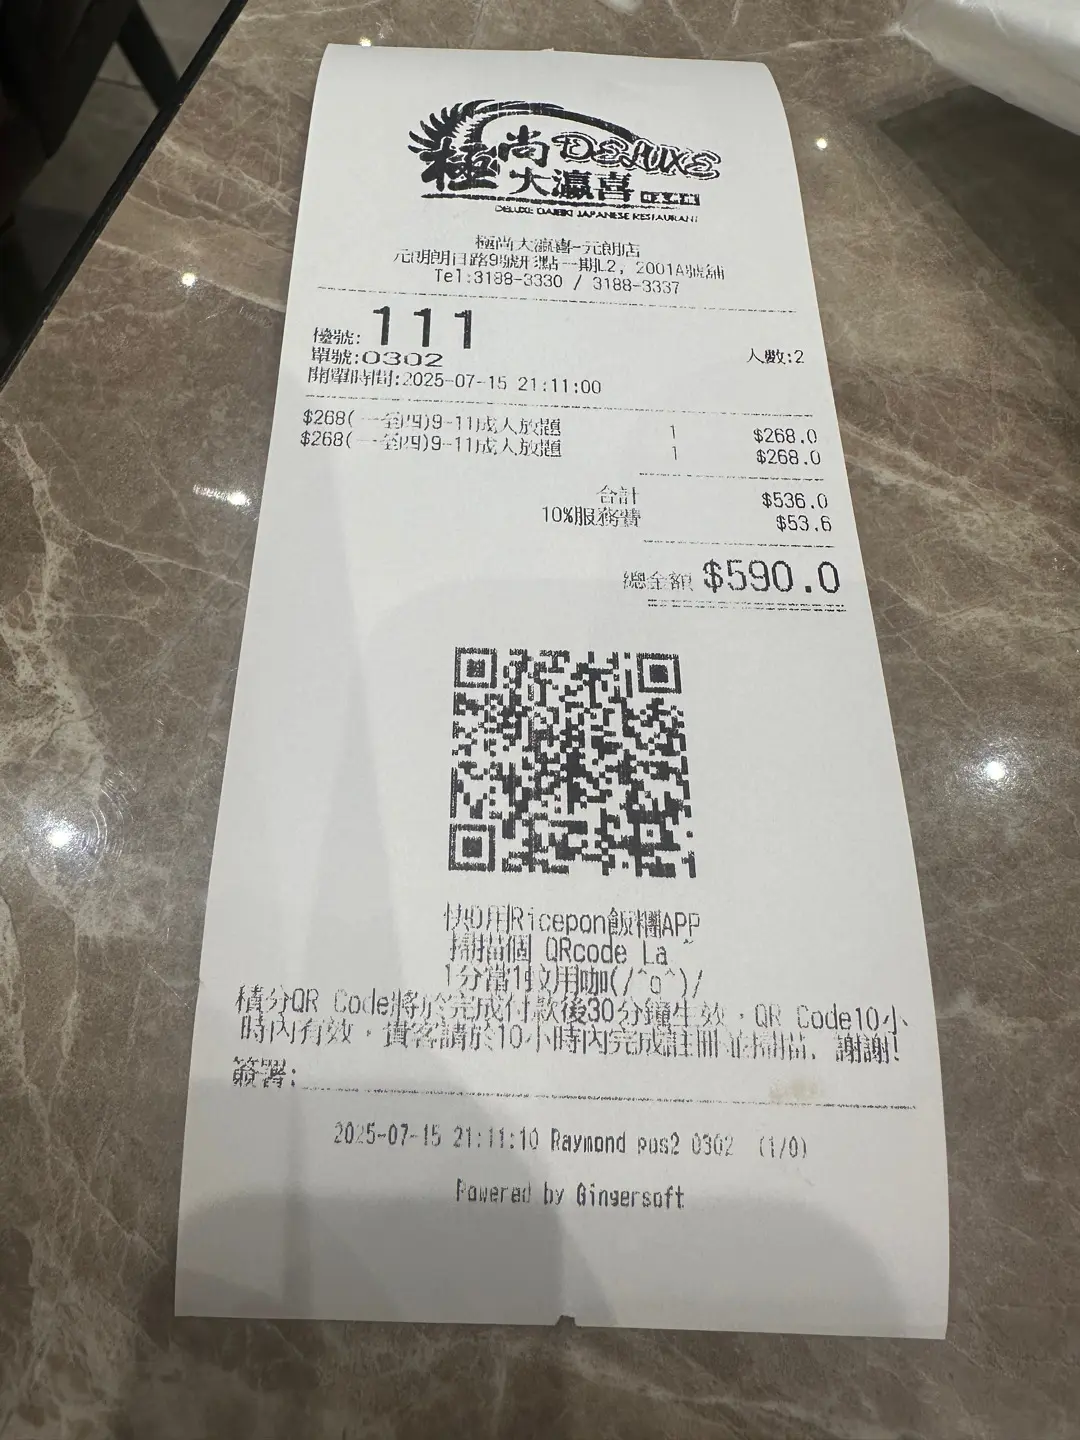 極尚 DELUXE
大瀛喜 日本餐廳
DELUXE DAIEIKI JAPANESE RESTAURANT
極尚大瀛喜-元朗店
元朗朗日路9號形點一期L2, 2001A號舖
Tel:3188-3330 / 3188-3337
檯號: 111
單號:0302 人數:2
開單時間:2025-07-15 21:11:00
$268(一至四)9-11成人放題 1 $268.0
$268(一至四)9-11成人放題 1 $268.0
合計 $536.0
10%服務費 $53.6
總金額 $590.0
快D用Ricepon飯糰APP
掃描個 QRcode La~
1分當1蚊用咖(/^o^)/
積分QR Code將於完成付款後30分鐘生效，QR Code10小
時內有效，貴客請於10小時內完成註冊並掃描, 謝謝!
簽署:
2025-07-15 21:11:10 Raymond pos2 0302 (1/0)
Powered by Gingersoft